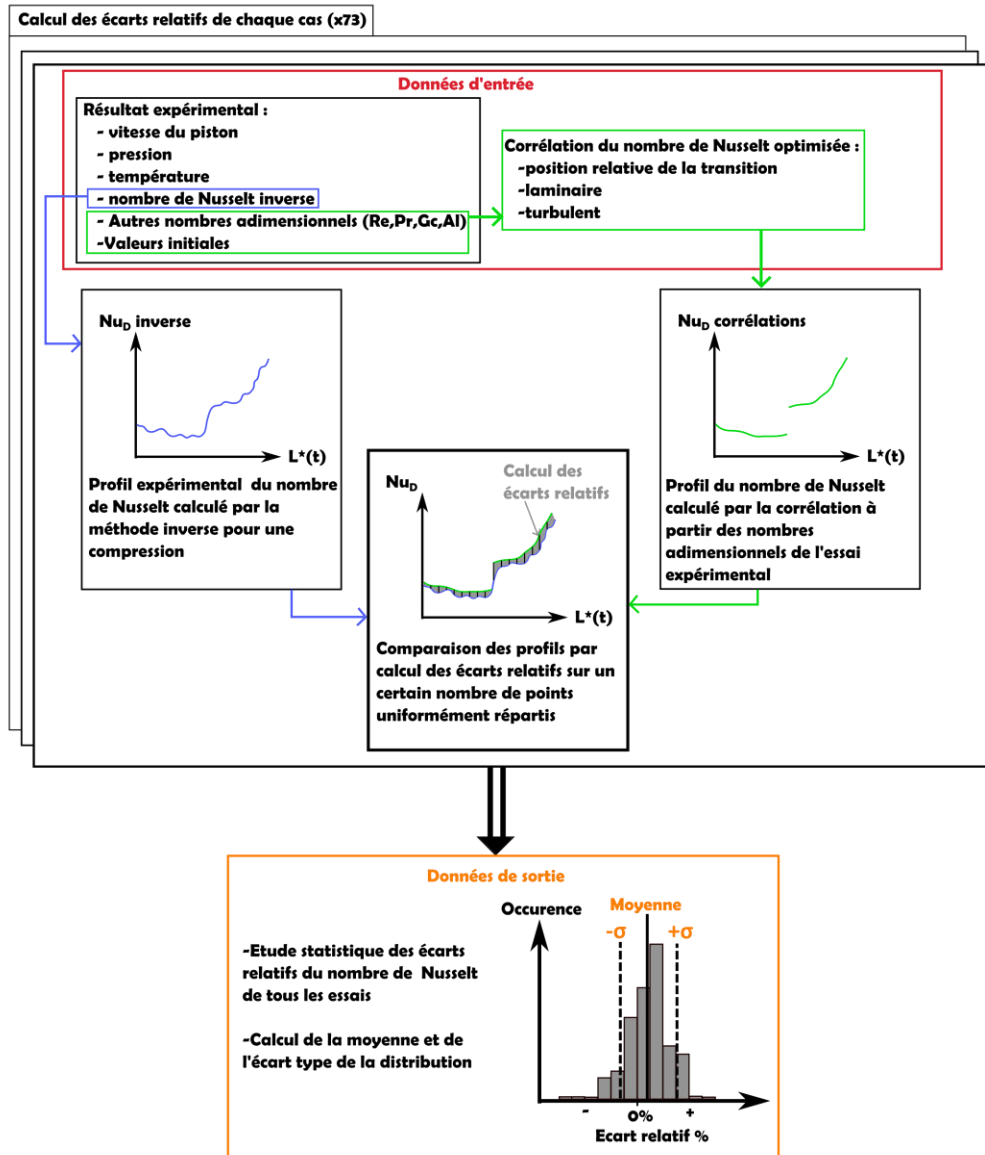 Calcul des écarts relatifs de chaque cas (x73)
Données d'entrée
Résultat expérimental :
- vitesse du piston
- pression
- température
- nombre de Nusselt inverse
- Autres nombres adimensionnels (Re,Pr,Gc,Al)
-Valeurs initiales
Corrélation du nombre de Nusselt optimisée :
-position relative de la transition
-laminaire
-turbulent
NuD inverse
L*(t)
Profil expérimental du nombre
de Nusselt calculé par la
méthode inverse pour une
compression
NuD corrélations
L*(t)
Profil du nombre de Nusselt
calculé par la corrélation à
partir des nombres
adimensionnels de l'essai
expérimental
NuD
Calcul des
écarts relatifs
L*(t)
Comparaison des profils par
calcul des écarts relatifs sur un
certain nombre de points
uniformément répartis
Données de sortie
-Etude statistique des écarts
relatifs du nombre de Nusselt
de tous les essais
-Calcul de la moyenne et de
l'écart type de la distribution
Occurence
Moyenne
-σ
+σ
-
0%
+
Ecart relatif %